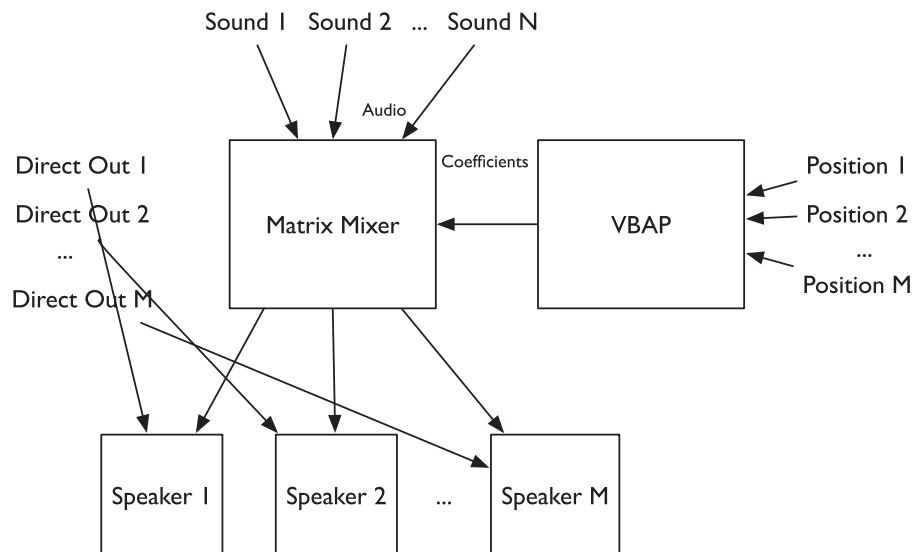 Sound 1 Sound 2 ... Sound N
Audio
Coefficients
Direct Out 1
Direct Out 2
...
Direct Out M
Matrix Mixer
VBAP
Position 1
Position 2
...
Position M
Speaker 1
Speaker 2
...
Speaker M